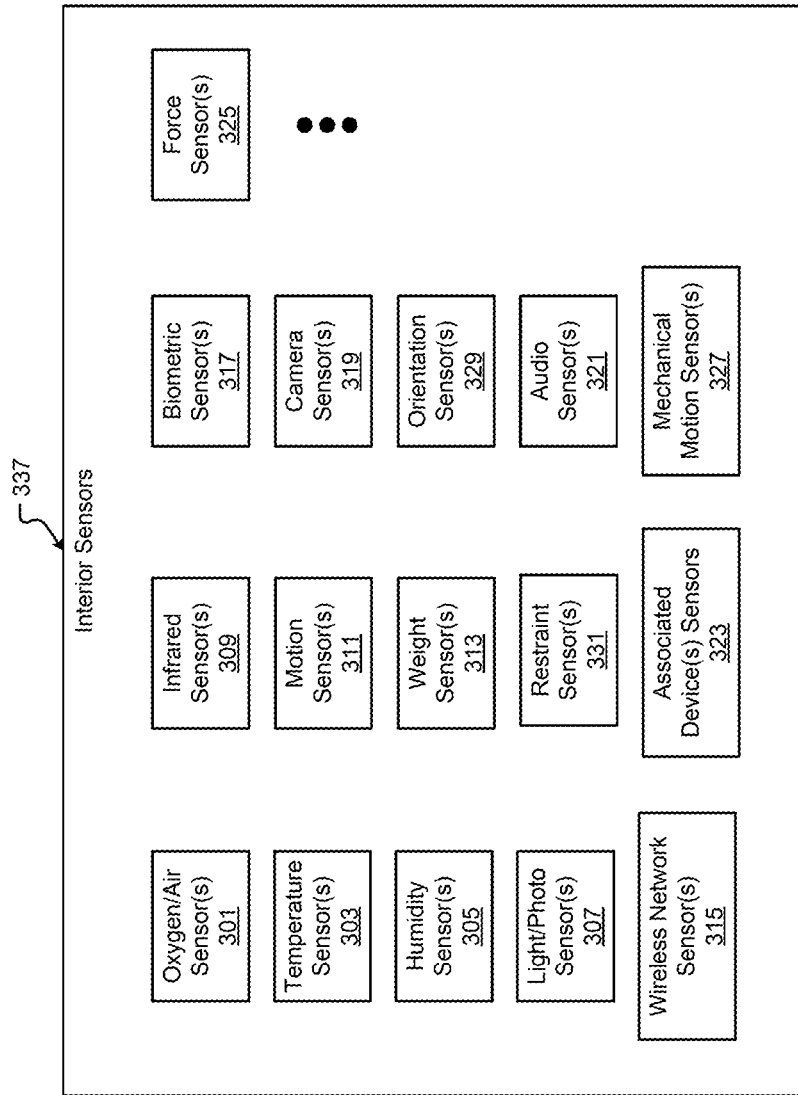 337
Interior Sensors
Oxygen/Air
Sensor(s)
301
Temperature
Sensor(s)
303
Humidity
Sensor(s)
305
Light/Photo
Sensor(s)
307
Wireless Network
Sensor(s)
315
Infrared
Sensor(s)
309
Motion
Sensor(s)
311
Weight
Sensor(s)
313
Restraint
Sensor(s)
331
Associated
Device(s) Sensors
323
Biometric
Sensor(s)
317
Camera
Sensor(s)
319
Orientation
Sensor(s)
329
Audio
Sensor(s)
321
Mechanical
Motion Sensor(s)
327
Force
Sensor(s)
325